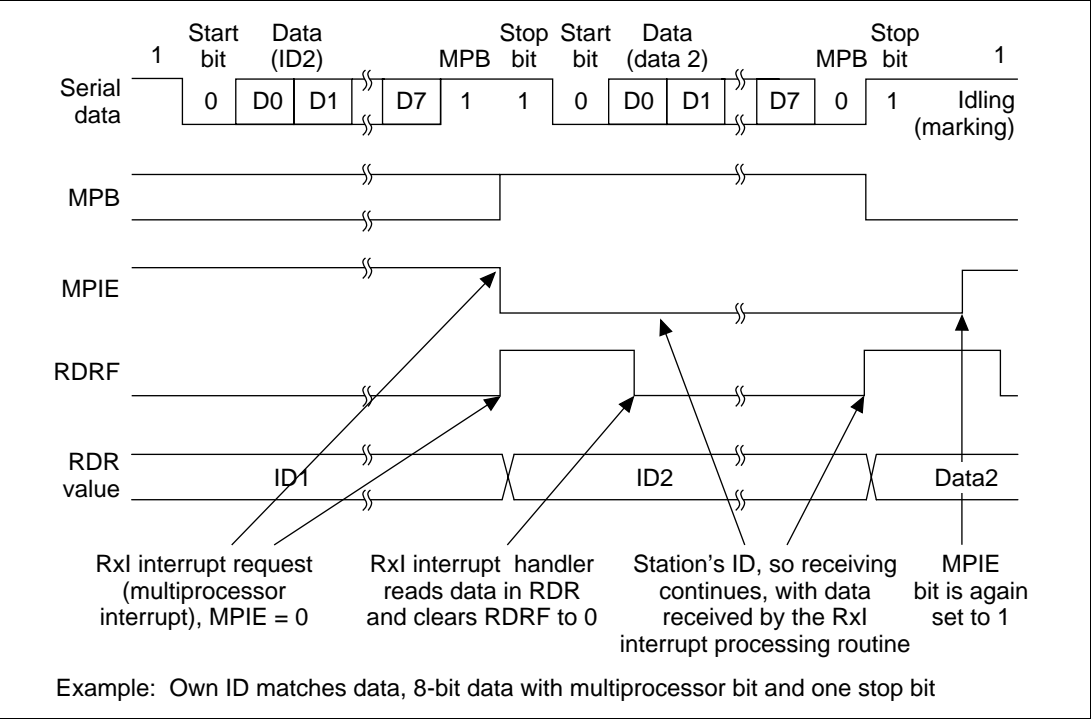 1 Start bit Data (ID2) MPB Stop bit Start bit Data (data 2) MPB Stop bit 1
Serial data 0 D0 D1 D7 1 1 0 D0 D1 D7 0 1 Idling (marking)
MPB
MPIE
RDRF
RDR value ID1 ID2 Data2
RxI interrupt request
(multiprocessor
interrupt), MPIE = 0
RxI interrupt handler
reads data in RDR
and clears RDRF to 0
Station's ID, so receiving
continues, with data
received by the RxI
interrupt processing routine
MPIE
bit is again
set to 1
Example: Own ID matches data, 8-bit data with multiprocessor bit and one stop bit